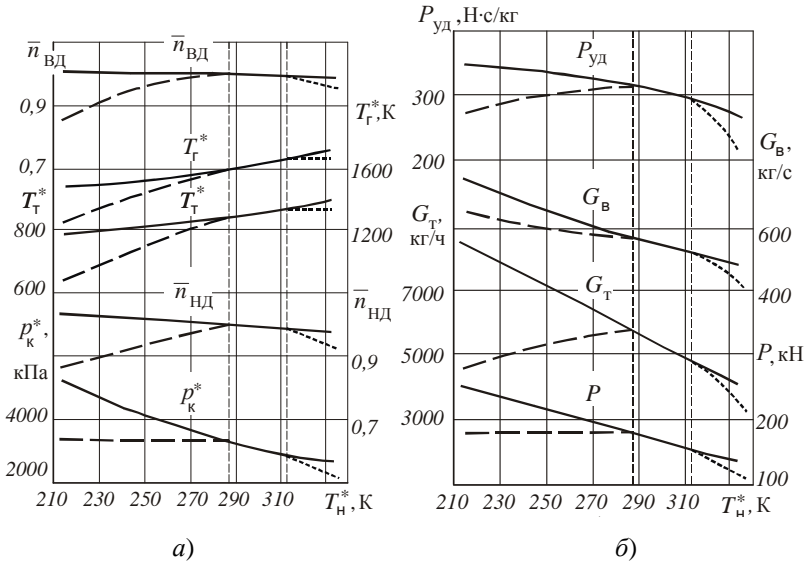 n̄ВД
n̄ВД
0,9
T*г, К
T*г
0,7
1600
T*т
T*т
800
1200
600
n̄НД
n̄НД
p*к,
кПа
0,9
p*к
4000
0,7
2000
210 230 250 270 290 310 T*н, К
а)
Pуд, Н·с/кг
Pуд
300
Gв,
кг/с
200
Gв
Gт,
кг/ч
600
Gт
7000
400
5000
P, кН
P
3000
200
100
210 230 250 270 290 310 T*н, К
б)